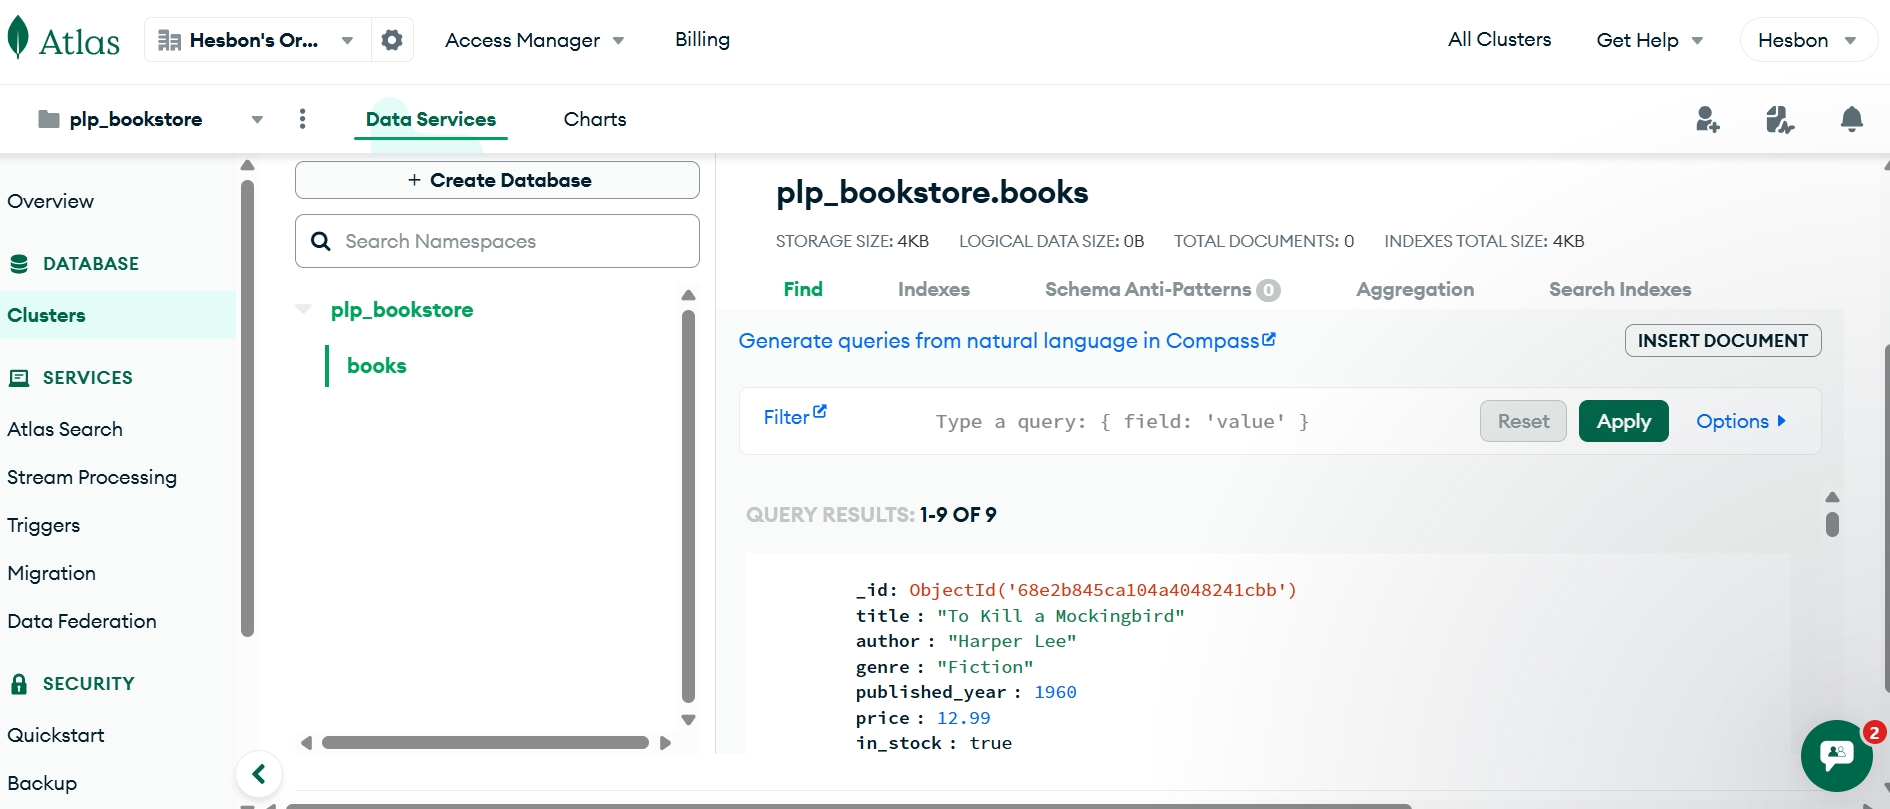 Atlas
Hesbon's Or...
Access Manager
Billing
All Clusters
Get Help
Hesbon
plp_bookstore
Data Services
Charts
Overview
DATABASE
Clusters
SERVICES
Atlas Search
Stream Processing
Triggers
Migration
Data Federation
SECURITY
Quickstart
Backup
+ Create Database
Search Namespaces
plp_bookstore
books
plp_bookstore.books
STORAGE SIZE: 4KB LOGICAL DATA SIZE: 0B TOTAL DOCUMENTS: 0 INDEXES TOTAL SIZE: 4KB
Find Indexes Schema Anti-Patterns 0 Aggregation Search Indexes
Generate queries from natural language in Compass
INSERT DOCUMENT
Filter
Type a query: { field: 'value' }
Reset
Apply
Options
QUERY RESULTS: 1-9 OF 9
_id: ObjectId('68e2b845ca104a4048241cbb')
title : "To Kill a Mockingbird"
author : "Harper Lee"
genre : "Fiction"
published_year : 1960
price : 12.99
in_stock : true
2